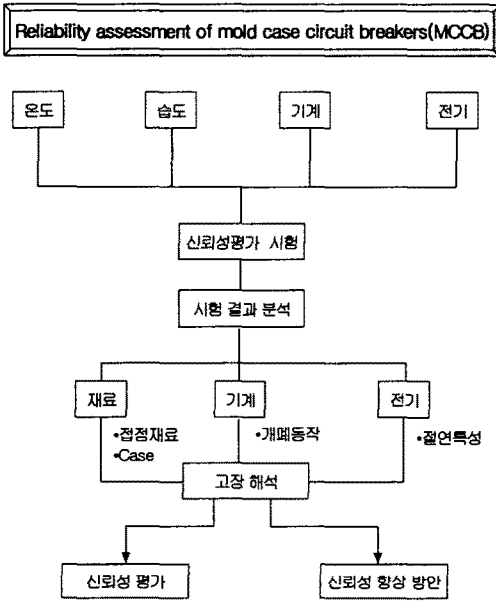 Reliability assessment of mold case circuit breakers(MCCB)
온도 습도 기계 전기
신뢰성평가 시험
시험 결과 분석
재료 기계 전기
•접점재료 •개폐동작 •절연특성
•Case
고장 해석
신뢰성 평가 신뢰성 향상 방안